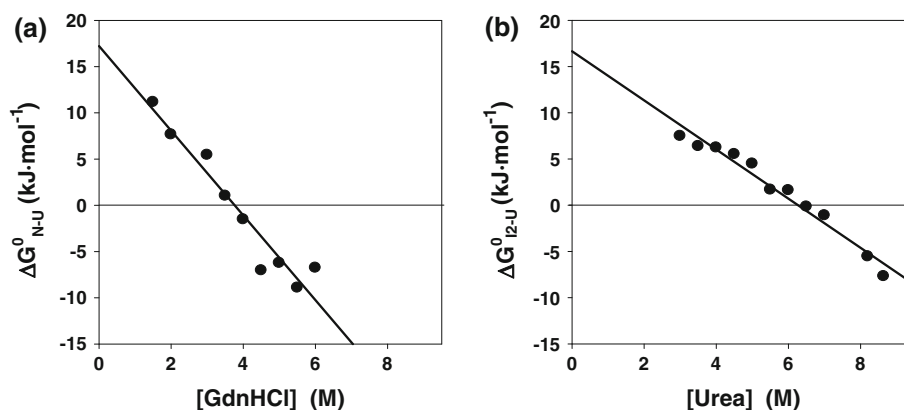 (a)
20
15
10
5
0
-5
-10
-15
ΔG⁰N-U (kJ·mol⁻¹)
0 2 4 6 8
[GdnHCl] (M)
(b)
20
15
10
5
0
-5
-10
-15
ΔG⁰I2-U (kJ·mol⁻¹)
0 2 4 6 8
[Urea] (M)